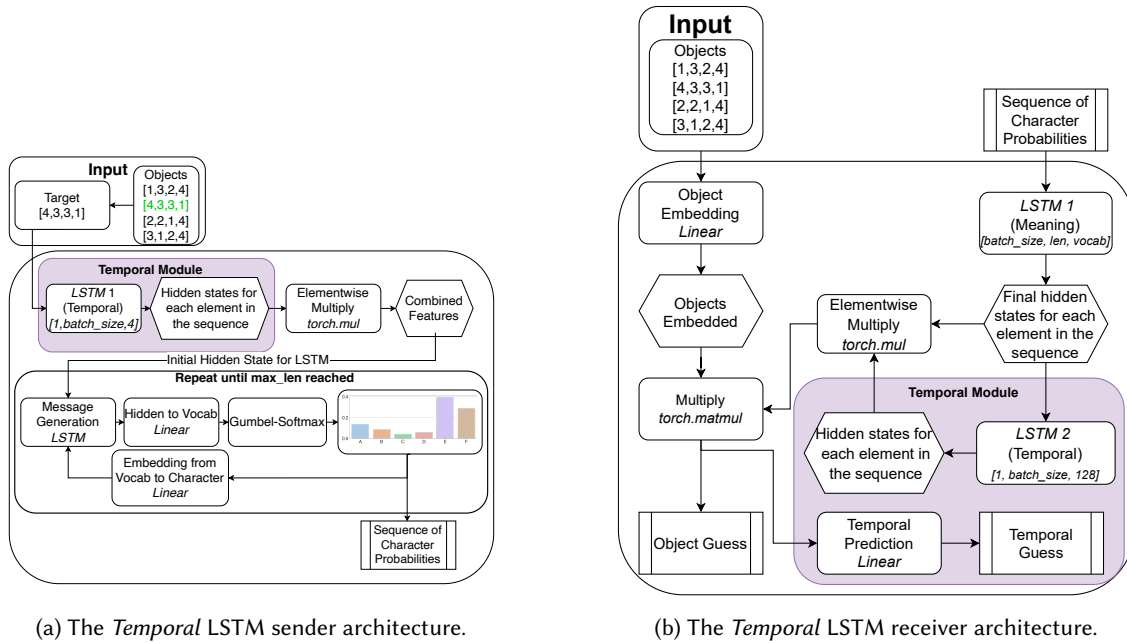 Input
Target
[4,3,3,1]
Objects
[1,3,2,4]
[4,3,3,1]
[2,2,1,4]
[3,1,2,4]
Temporal Module
LSTM 1
(Temporal)
[1,batch_size,4]
Hidden states for
each element in
the sequence
Elementwise
Multiply
torch.mul
Combined
Features
Initial Hidden State for LSTM
Repeat until max_len reached
Message
Generation
LSTM
Hidden to Vocab
Linear
Gumbel-Softmax
0.4
0.2
0.0
A B C D E F
Embedding from
Vocab to Character
Linear
Sequence of
Character
Probabilities
(a) The Temporal LSTM sender architecture.
Input
Objects
[1,3,2,4]
[4,3,3,1]
[2,2,1,4]
[3,1,2,4]
Sequence of
Character
Probabilities
Object
Embedding
Linear
LSTM 1
(Meaning)
[batch_size, len, vocab]
Objects
Embedded
Elementwise
Multiply
torch.mul
Final hidden
states for each
element in the
sequence
Multiply
torch.matmul
Temporal Module
Hidden states for
each element in
the sequence
LSTM 2
(Temporal)
[1, batch_size, 128]
Object Guess
Temporal
Prediction
Linear
Temporal
Guess
(b) The Temporal LSTM receiver architecture.